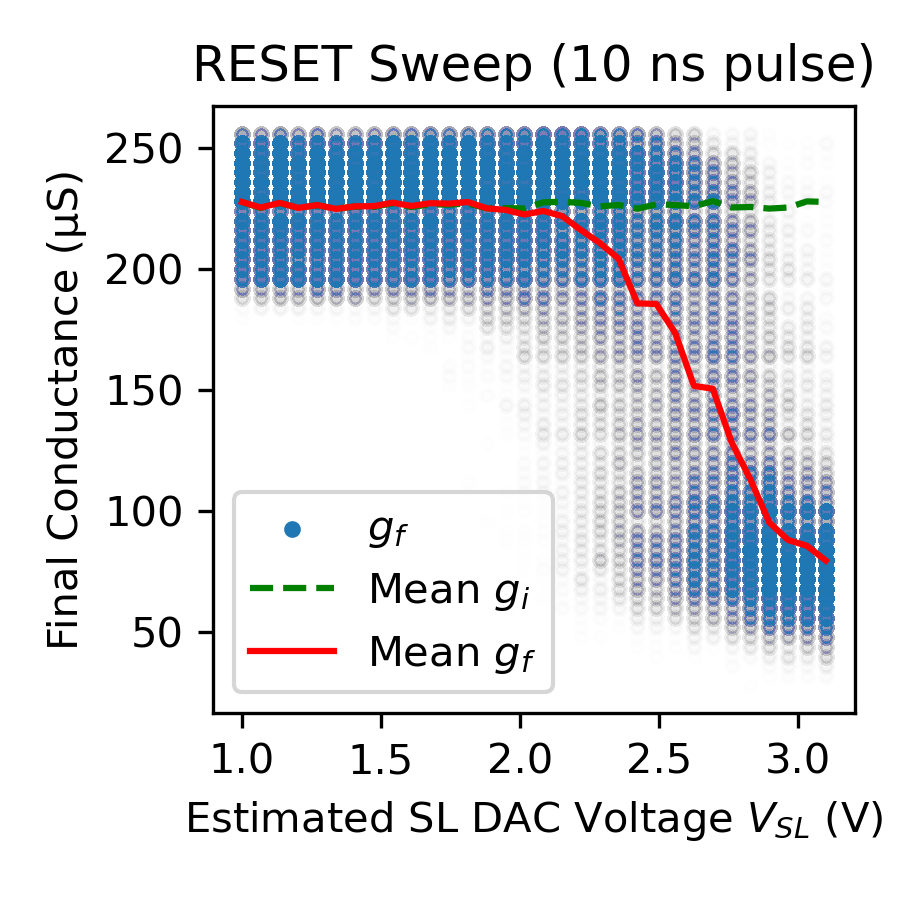 RESET Sweep (10 ns pulse)
Final Conductance (µS)
250
200
150
100
50
g_f
Mean g_i
Mean g_f
1.0 1.5 2.0 2.5 3.0
Estimated SL DAC Voltage V_SL (V)